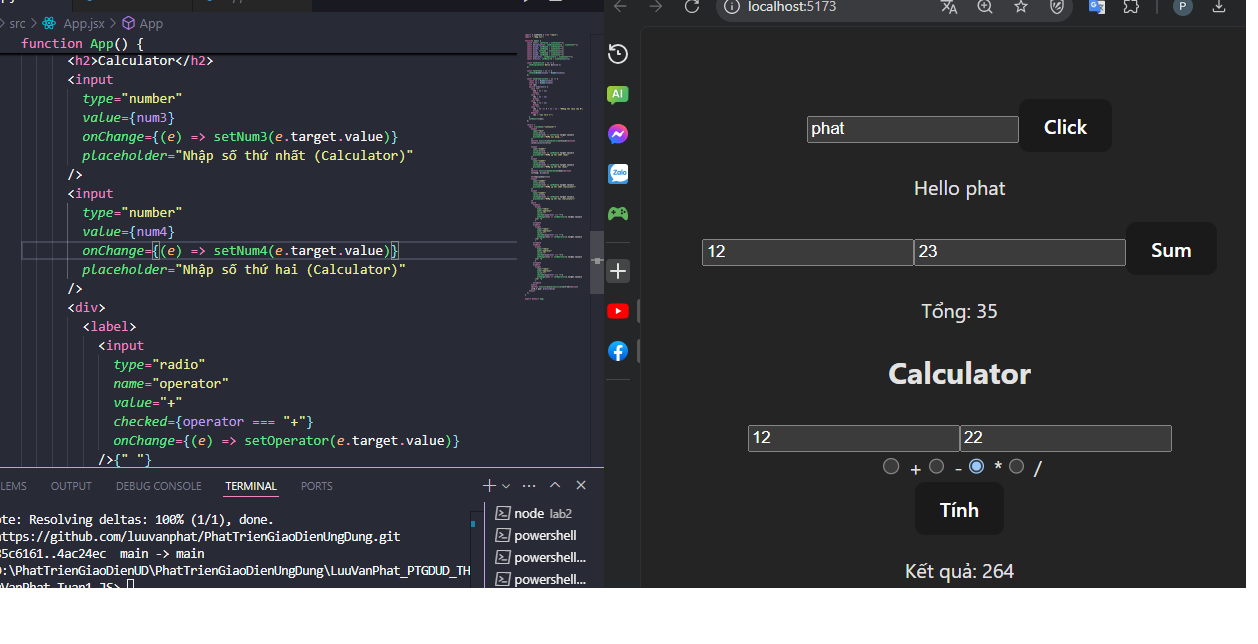 src > App.jsx > App
function App() {
<h2>Calculator</h2>
<input
type="number"
value={num3}
onChange={(e) => setNum3(e.target.value)}
placeholder="Nhập số thứ nhất (Calculator)"
/>
<input
type="number"
value={num4}
onChange={(e) => setNum4(e.target.value)}
placeholder="Nhập số thứ hai (Calculator)"
/>
<div>
<label>
<input
type="radio"
name="operator"
value="+"
checked={operator === "+"}
onChange={(e) => setOperator(e.target.value)}
/>{" "}
LEMS OUTPUT DEBUG CONSOLE TERMINAL PORTS
ote: Resolving deltas: 100% (1/1), done.
https://github.com/luuvanphat/PhatTrienGiaoDienUngDung.git
85c6161..4ac24ec main -> main
D:\PhatTrienGiaoDienUD\PhatTrienGiaoDienUngDung\LuuVanPhat_PTGDUD_TH
uVanPhat_Tuan1_JS>
node lab2
powershell
powershell...
powershell...
AI
Zalo
localhost:5173
P
phat
Click
Hello phat
12 23 Sum
Tổng: 35
Calculator
12 22
+ - * /
Tính
Kết quả: 264